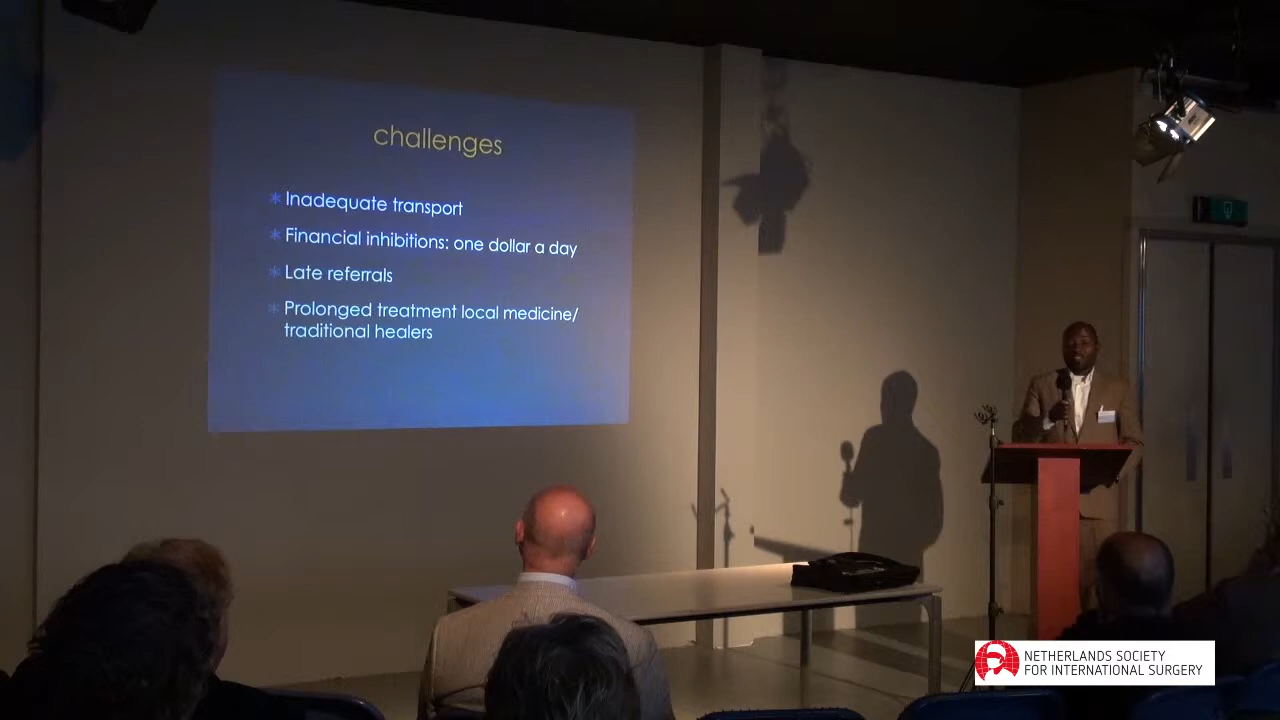 challenges
* Inadequate transport
* Financial inhibitions: one dollar a day
* Late referrals
* Prolonged treatment local medicine/
traditional healers
NETHERLANDS SOCIETY
FOR INTERNATIONAL SURGERY